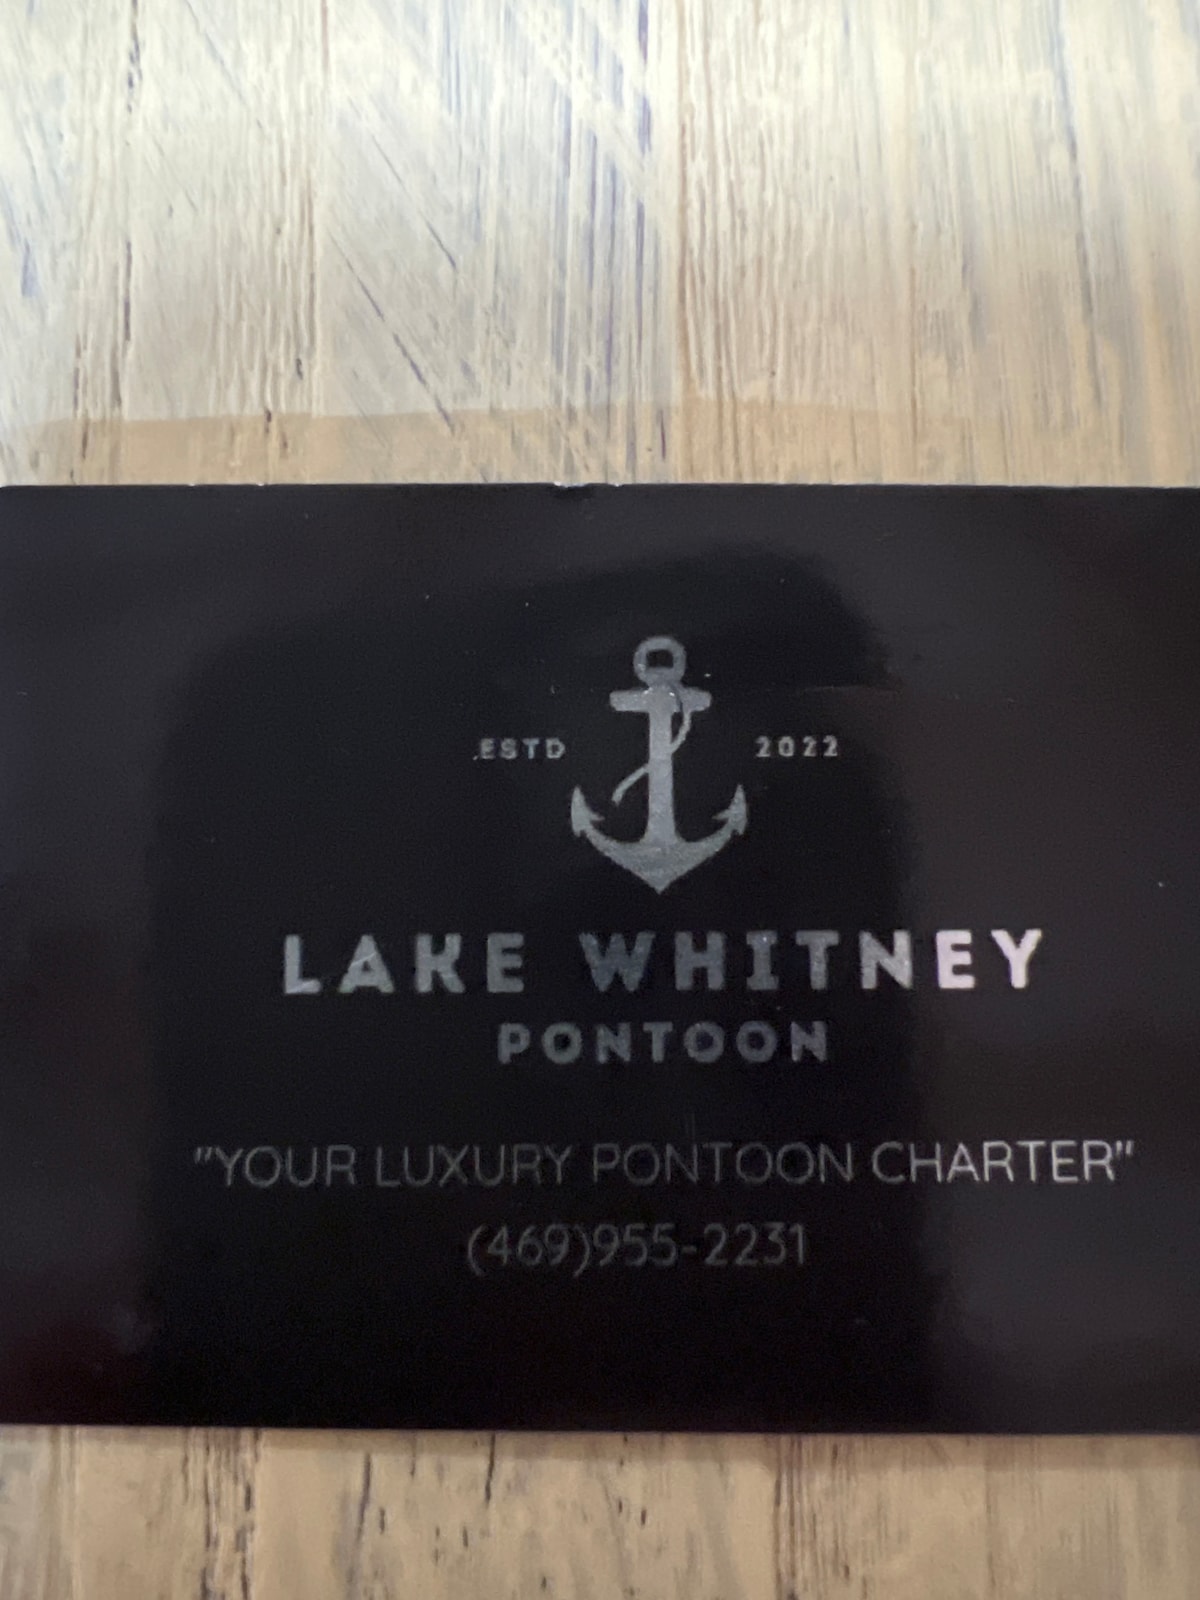 ESTD 2022
LAKE WHITNEY
PONTOON
"YOUR LUXURY PONTOON CHARTER"
(469)955-2231